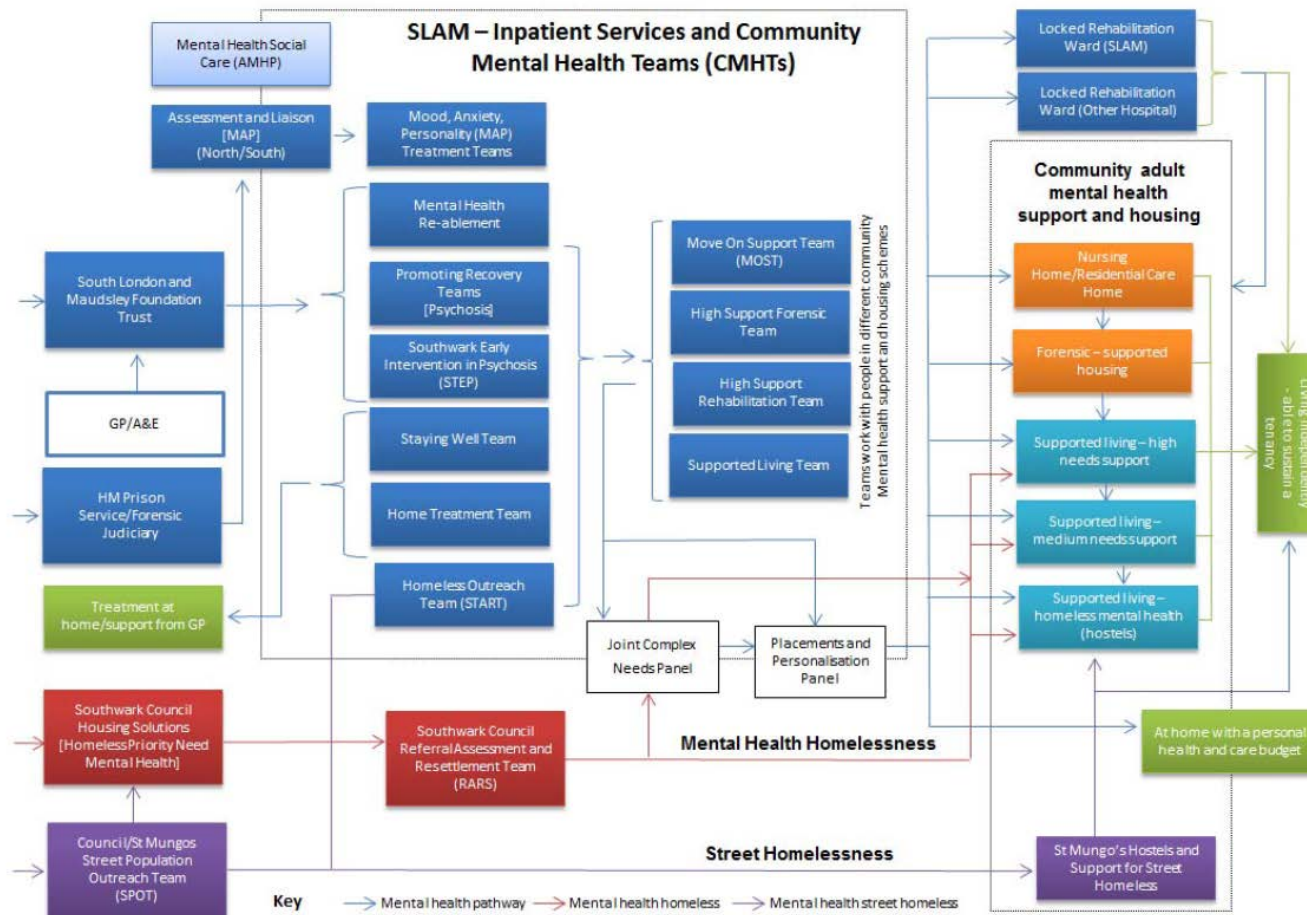 SLAM – Inpatient Services and Community
Mental Health Teams (CMHTs)
Mental Health Social
Care (AMHP)
Assessment and Liaison
[MAP]
(North/South)
Mood, Anxiety,
Personality (MAP)
Treatment Teams
Mental Health
Re-ablement
Promoting Recovery
Teams
[Psychosis]
Southwark Early
Intervention in Psychosis
(STEP)
Staying Well Team
Home Treatment Team
Homeless Outreach
Team (START)
South London and
Maudsley Foundation
Trust
GP/A&E
HM Prison
Service/Forensic
Judiciary
Treatment at
home/support from GP
Southwark Council
Housing Solutions
[Homeless Priority Need
Mental Health]
Council/St Mungos
Street Population
Outreach Team
(SPOT)
Move On Support Team
(MOST)
High Support Forensic
Team
High Support
Rehabilitation Team
Supported Living Team
Teams work with people in different community
Mental health support and housing schemes
Joint Complex
Needs Panel
Placements and
Personalisation
Panel
Southwark Council
Referral Assessment and
Resettlement Team
(RARS)
Mental Health Homelessness
Street Homelessness
Locked Rehabilitation
Ward (SLAM)
Locked Rehabilitation
Ward (Other Hospital)
Community adult
mental health
support and housing
Nursing
Home/Residential Care
Home
Forensic – supported
housing
Supported living – high
needs support
Supported living –
medium needs support
Supported living –
homeless mental health
(hostels)
- able to sustain a
tenancy
At home with a personal
health and care budget
St Mungo's Hostels and
Support for Street
Homeless
Key
Mental health pathway
Mental health homeless
Mental health street homeless